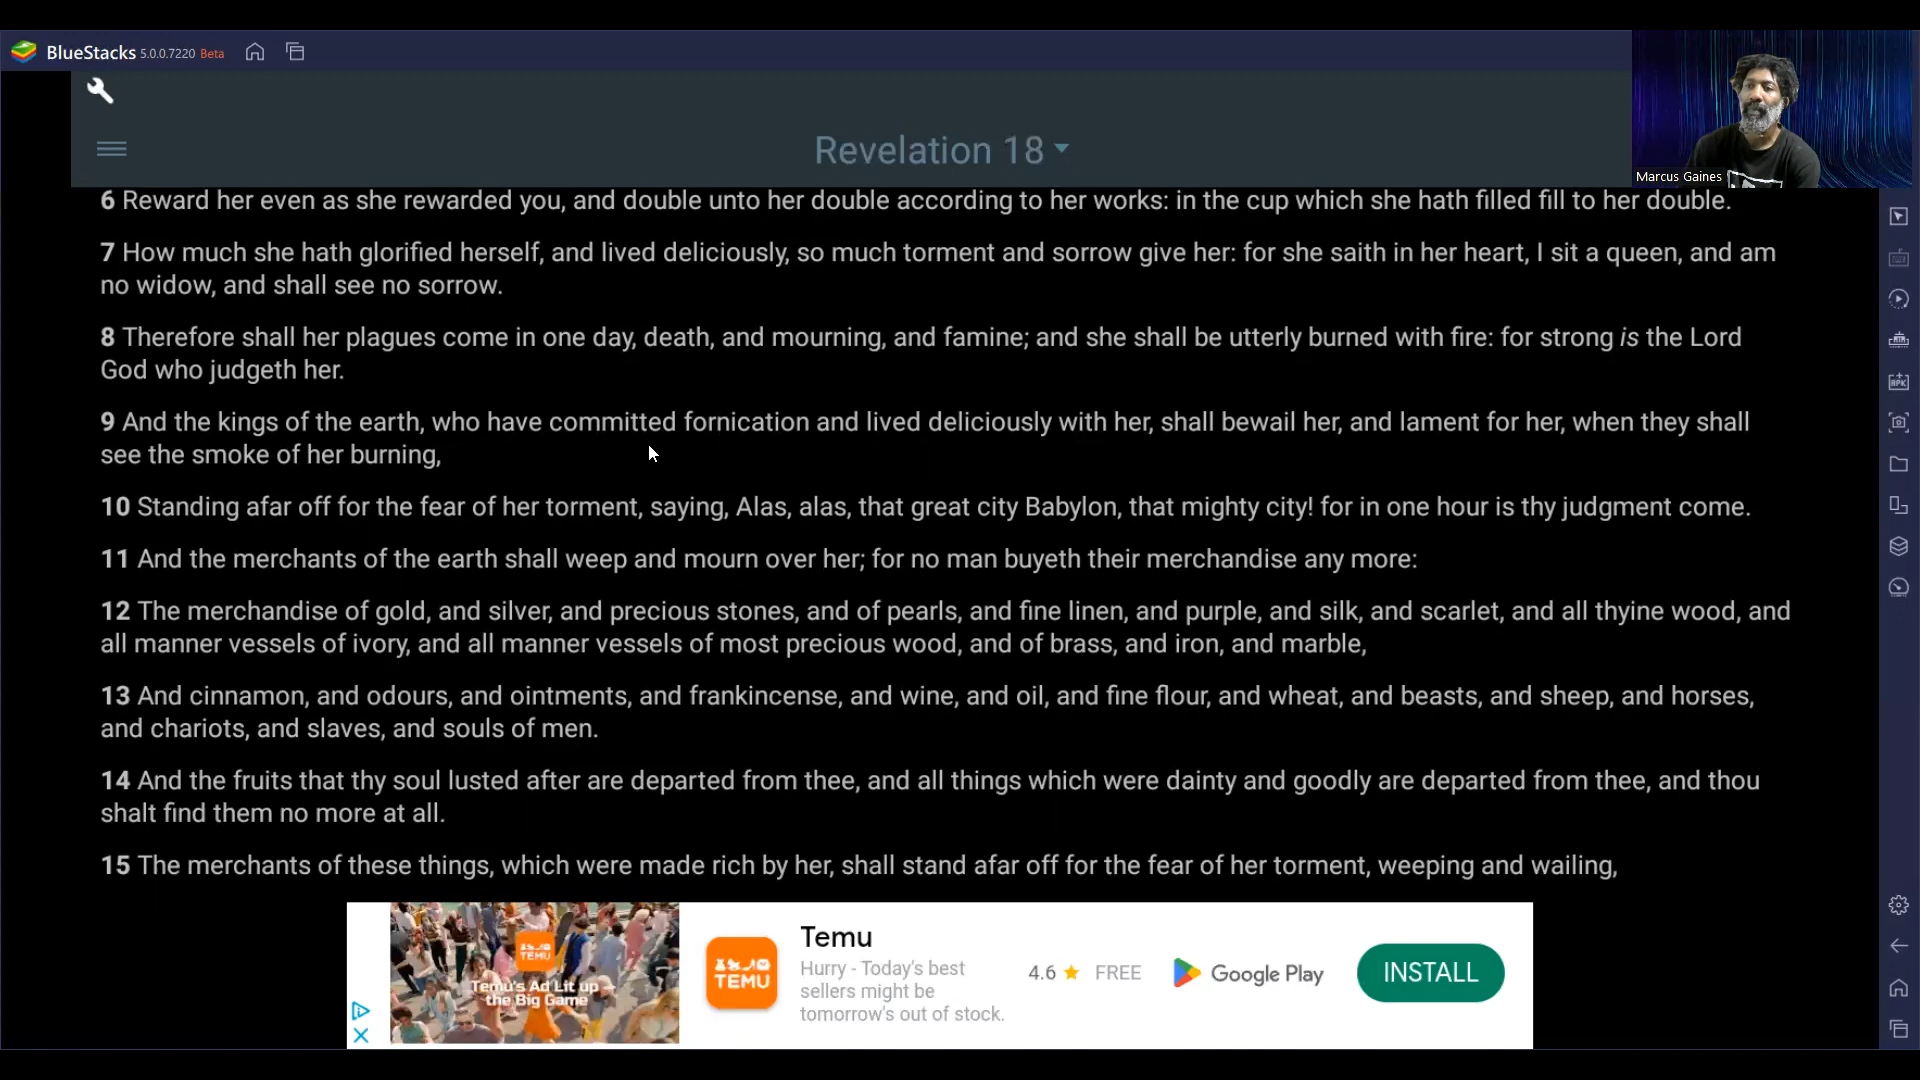 BlueStacks 5.0.0.7220 Beta
Marcus Gaines
Revelation 18
6 Reward her even as she rewarded you, and double unto her double according to her works: in the cup which she hath filled fill to her double.
7 How much she hath glorified herself, and lived deliciously, so much torment and sorrow give her: for she saith in her heart, I sit a queen, and am
no widow, and shall see no sorrow.
8 Therefore shall her plagues come in one day, death, and mourning, and famine; and she shall be utterly burned with fire: for strong is the Lord
God who judgeth her.
9 And the kings of the earth, who have committed fornication and lived deliciously with her, shall bewail her, and lament for her, when they shall
see the smoke of her burning,
10 Standing afar off for the fear of her torment, saying, Alas, alas, that great city Babylon, that mighty city! for in one hour is thy judgment come.
11 And the merchants of the earth shall weep and mourn over her; for no man buyeth their merchandise any more:
12 The merchandise of gold, and silver, and precious stones, and of pearls, and fine linen, and purple, and silk, and scarlet, and all thyine wood, and
all manner vessels of ivory, and all manner vessels of most precious wood, and of brass, and iron, and marble,
13 And cinnamon, and odours, and ointments, and frankincense, and wine, and oil, and fine flour, and wheat, and beasts, and sheep, and horses,
and chariots, and slaves, and souls of men.
14 And the fruits that thy soul lusted after are departed from thee, and all things which were dainty and goodly are departed from thee, and thou
shalt find them no more at all.
15 The merchants of these things, which were made rich by her, shall stand afar off for the fear of her torment, weeping and wailing,
TEMU
Temu's Ad Lit up
the Big Game
TEMU
Temu
Hurry - Today's best
sellers might be
tomorrow's out of stock.
4.6 ★ FREE
Google Play
INSTALL